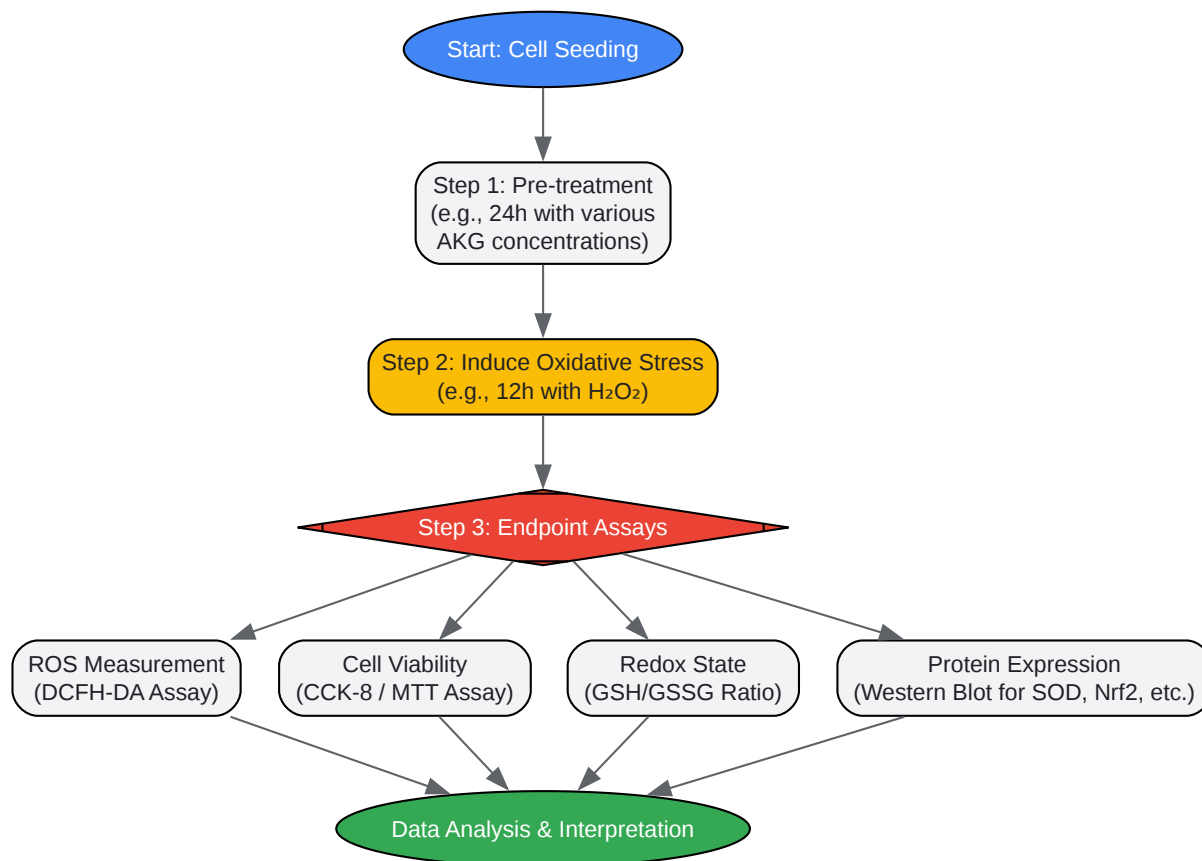 Start: Cell Seeding
Step 1: Pre-treatment
(e.g., 24h with various
AKG concentrations)
Step 2: Induce Oxidative Stress
(e.g., 12h with H₂O₂)
Step 3: Endpoint Assays
ROS Measurement
(DCFH-DA Assay)
Cell Viability
(CCK-8 / MTT Assay)
Redox State
(GSH/GSSG Ratio)
Protein Expression
(Western Blot for SOD, Nrf2, etc.)
Data Analysis & Interpretation